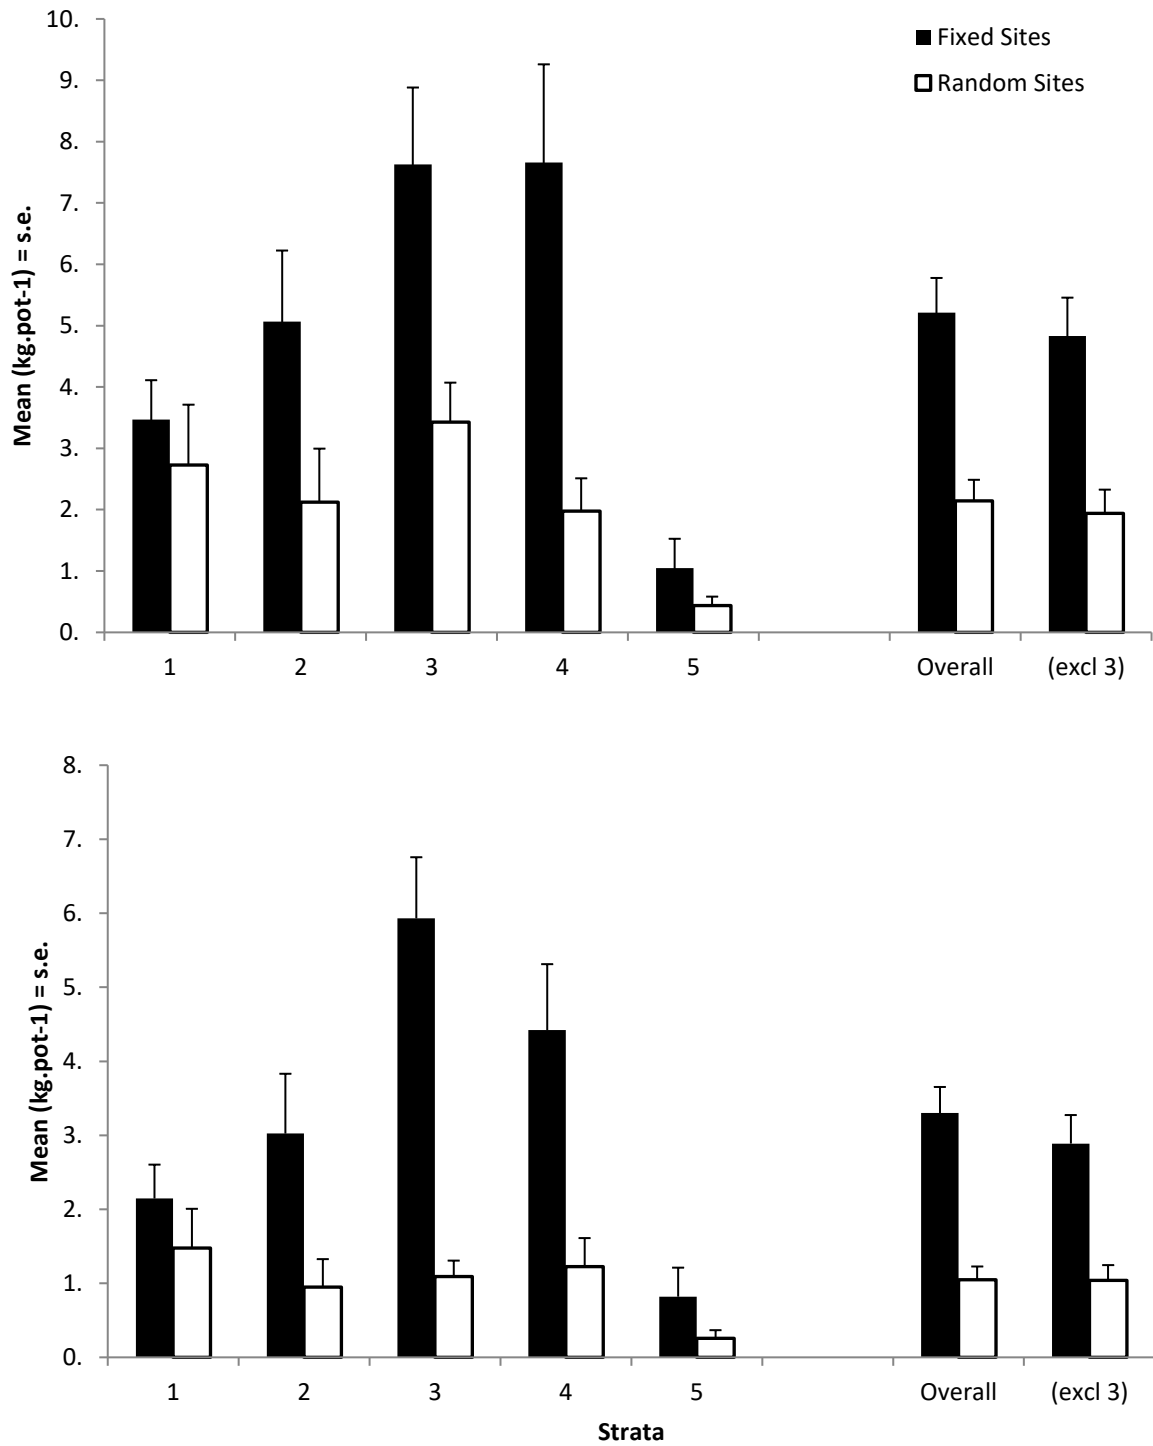 10.
9.
8.
7.
6.
5.
4.
3.
2.
1.
0.
Mean (kg.pot-1) = s.e.
Fixed Sites
Random Sites
1 2 3 4 5 Overall (excl 3)
8.
7.
6.
5.
4.
3.
2.
1.
0.
Mean (kg.pot-1) = s.e.
1 2 3 4 5 Overall (excl 3)
Strata